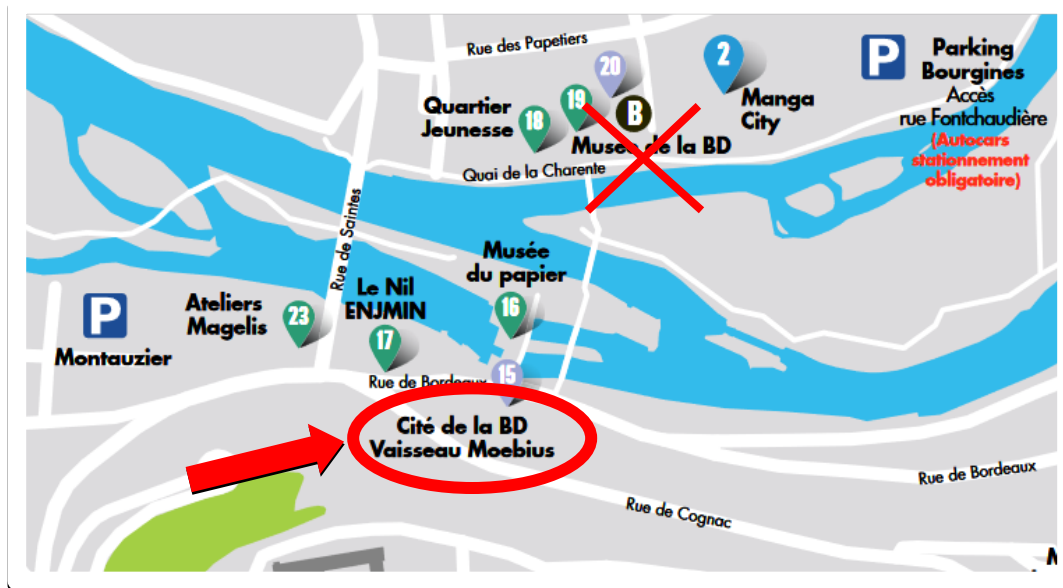 Rue des Papetiers
2
20
P
Parking
Bourgines
Accès
rue Fontchaudière
(Autocars
stationnement
obligatoire)
Manga
City
Quartier
Jeunesse
18
19
B
Musée de la BD
Quai de la Charente
Rue de Saintes
Musée
du papier
16
Le Nil
ENJMIN
17
Ateliers
Magelis
23
P
Montauzier
Rue de Bordeaux
15
Cité de la BD
Vaisseau Moebius
Rue de Bordeaux
Rue de Cognac
M